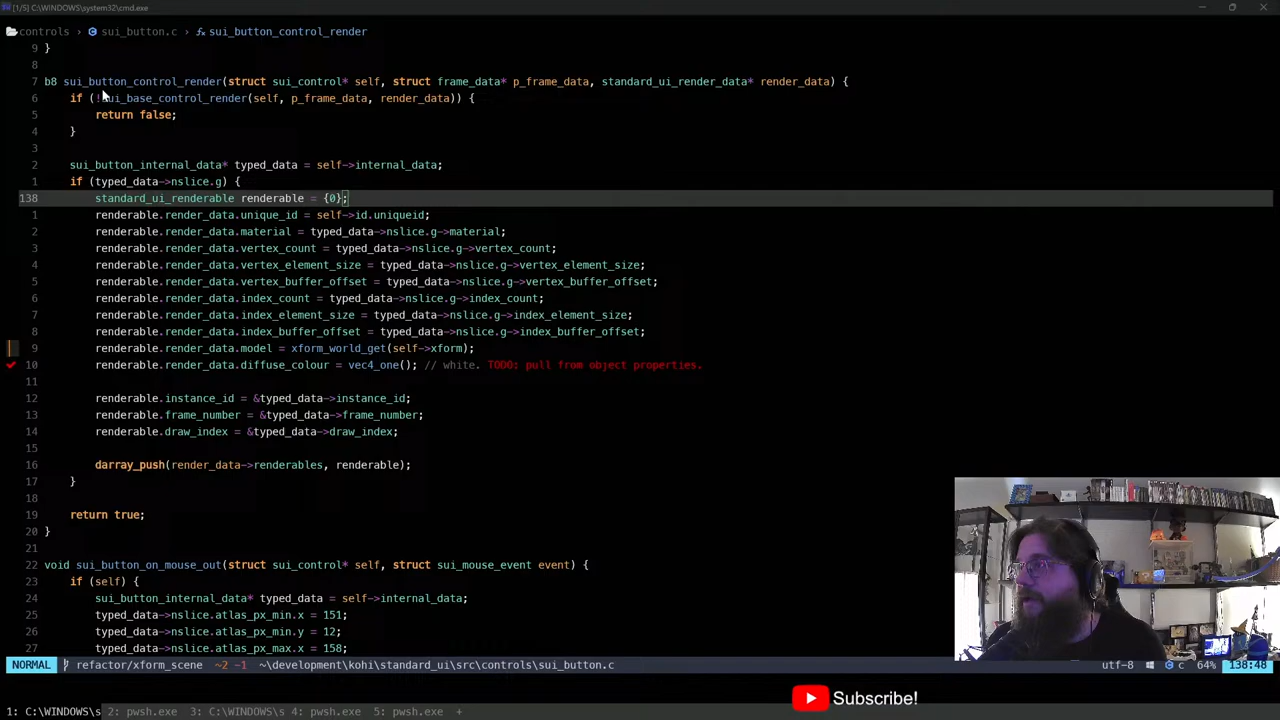 [1/5] C:\WINDOWS\system32\cmd.exe
controls › sui_button.c › sui_button_control_render
9 }
8
7 b8 sui_button_control_render(struct sui_control* self, struct frame_data* p_frame_data, standard_ui_render_data* render_data) {
6 if (!sui_base_control_render(self, p_frame_data, render_data)) {
5 return false;
4 }
3
2 sui_button_internal_data* typed_data = self->internal_data;
1 if (typed_data->nslice.g) {
138 standard_ui_renderable renderable = {0};
1 renderable.render_data.unique_id = self->id.uniqueid;
2 renderable.render_data.material = typed_data->nslice.g->material;
3 renderable.render_data.vertex_count = typed_data->nslice.g->vertex_count;
4 renderable.render_data.vertex_element_size = typed_data->nslice.g->vertex_element_size;
5 renderable.render_data.vertex_buffer_offset = typed_data->nslice.g->vertex_buffer_offset;
6 renderable.render_data.index_count = typed_data->nslice.g->index_count;
7 renderable.render_data.index_element_size = typed_data->nslice.g->index_element_size;
8 renderable.render_data.index_buffer_offset = typed_data->nslice.g->index_buffer_offset;
9 renderable.render_data.model = xform_world_get(self->xform);
10 renderable.render_data.diffuse_colour = vec4_one(); // white. TODO: pull from object properties.
11
12 renderable.instance_id = &typed_data->instance_id;
13 renderable.frame_number = &typed_data->frame_number;
14 renderable.draw_index = &typed_data->draw_index;
15
16 darray_push(render_data->renderables, renderable);
17 }
18
19 return true;
20 }
21
22 void sui_button_on_mouse_out(struct sui_control* self, struct sui_mouse_event event) {
23 if (self) {
24 sui_button_internal_data* typed_data = self->internal_data;
25 typed_data->nslice.atlas_px_min.x = 151;
26 typed_data->nslice.atlas_px_min.y = 12;
27 typed_data->nslice.atlas_px_max.x = 158;
NORMAL refactor/xform_scene ~2 -1 ~\development\kohi\standard_ui\src\controls\sui_button.c utf-8 c 64% 138:48
Subscribe!
1: C:\WINDOWS\s 2: pwsh.exe 3: C:\WINDOWS\s 4: pwsh.exe 5: pwsh.exe +